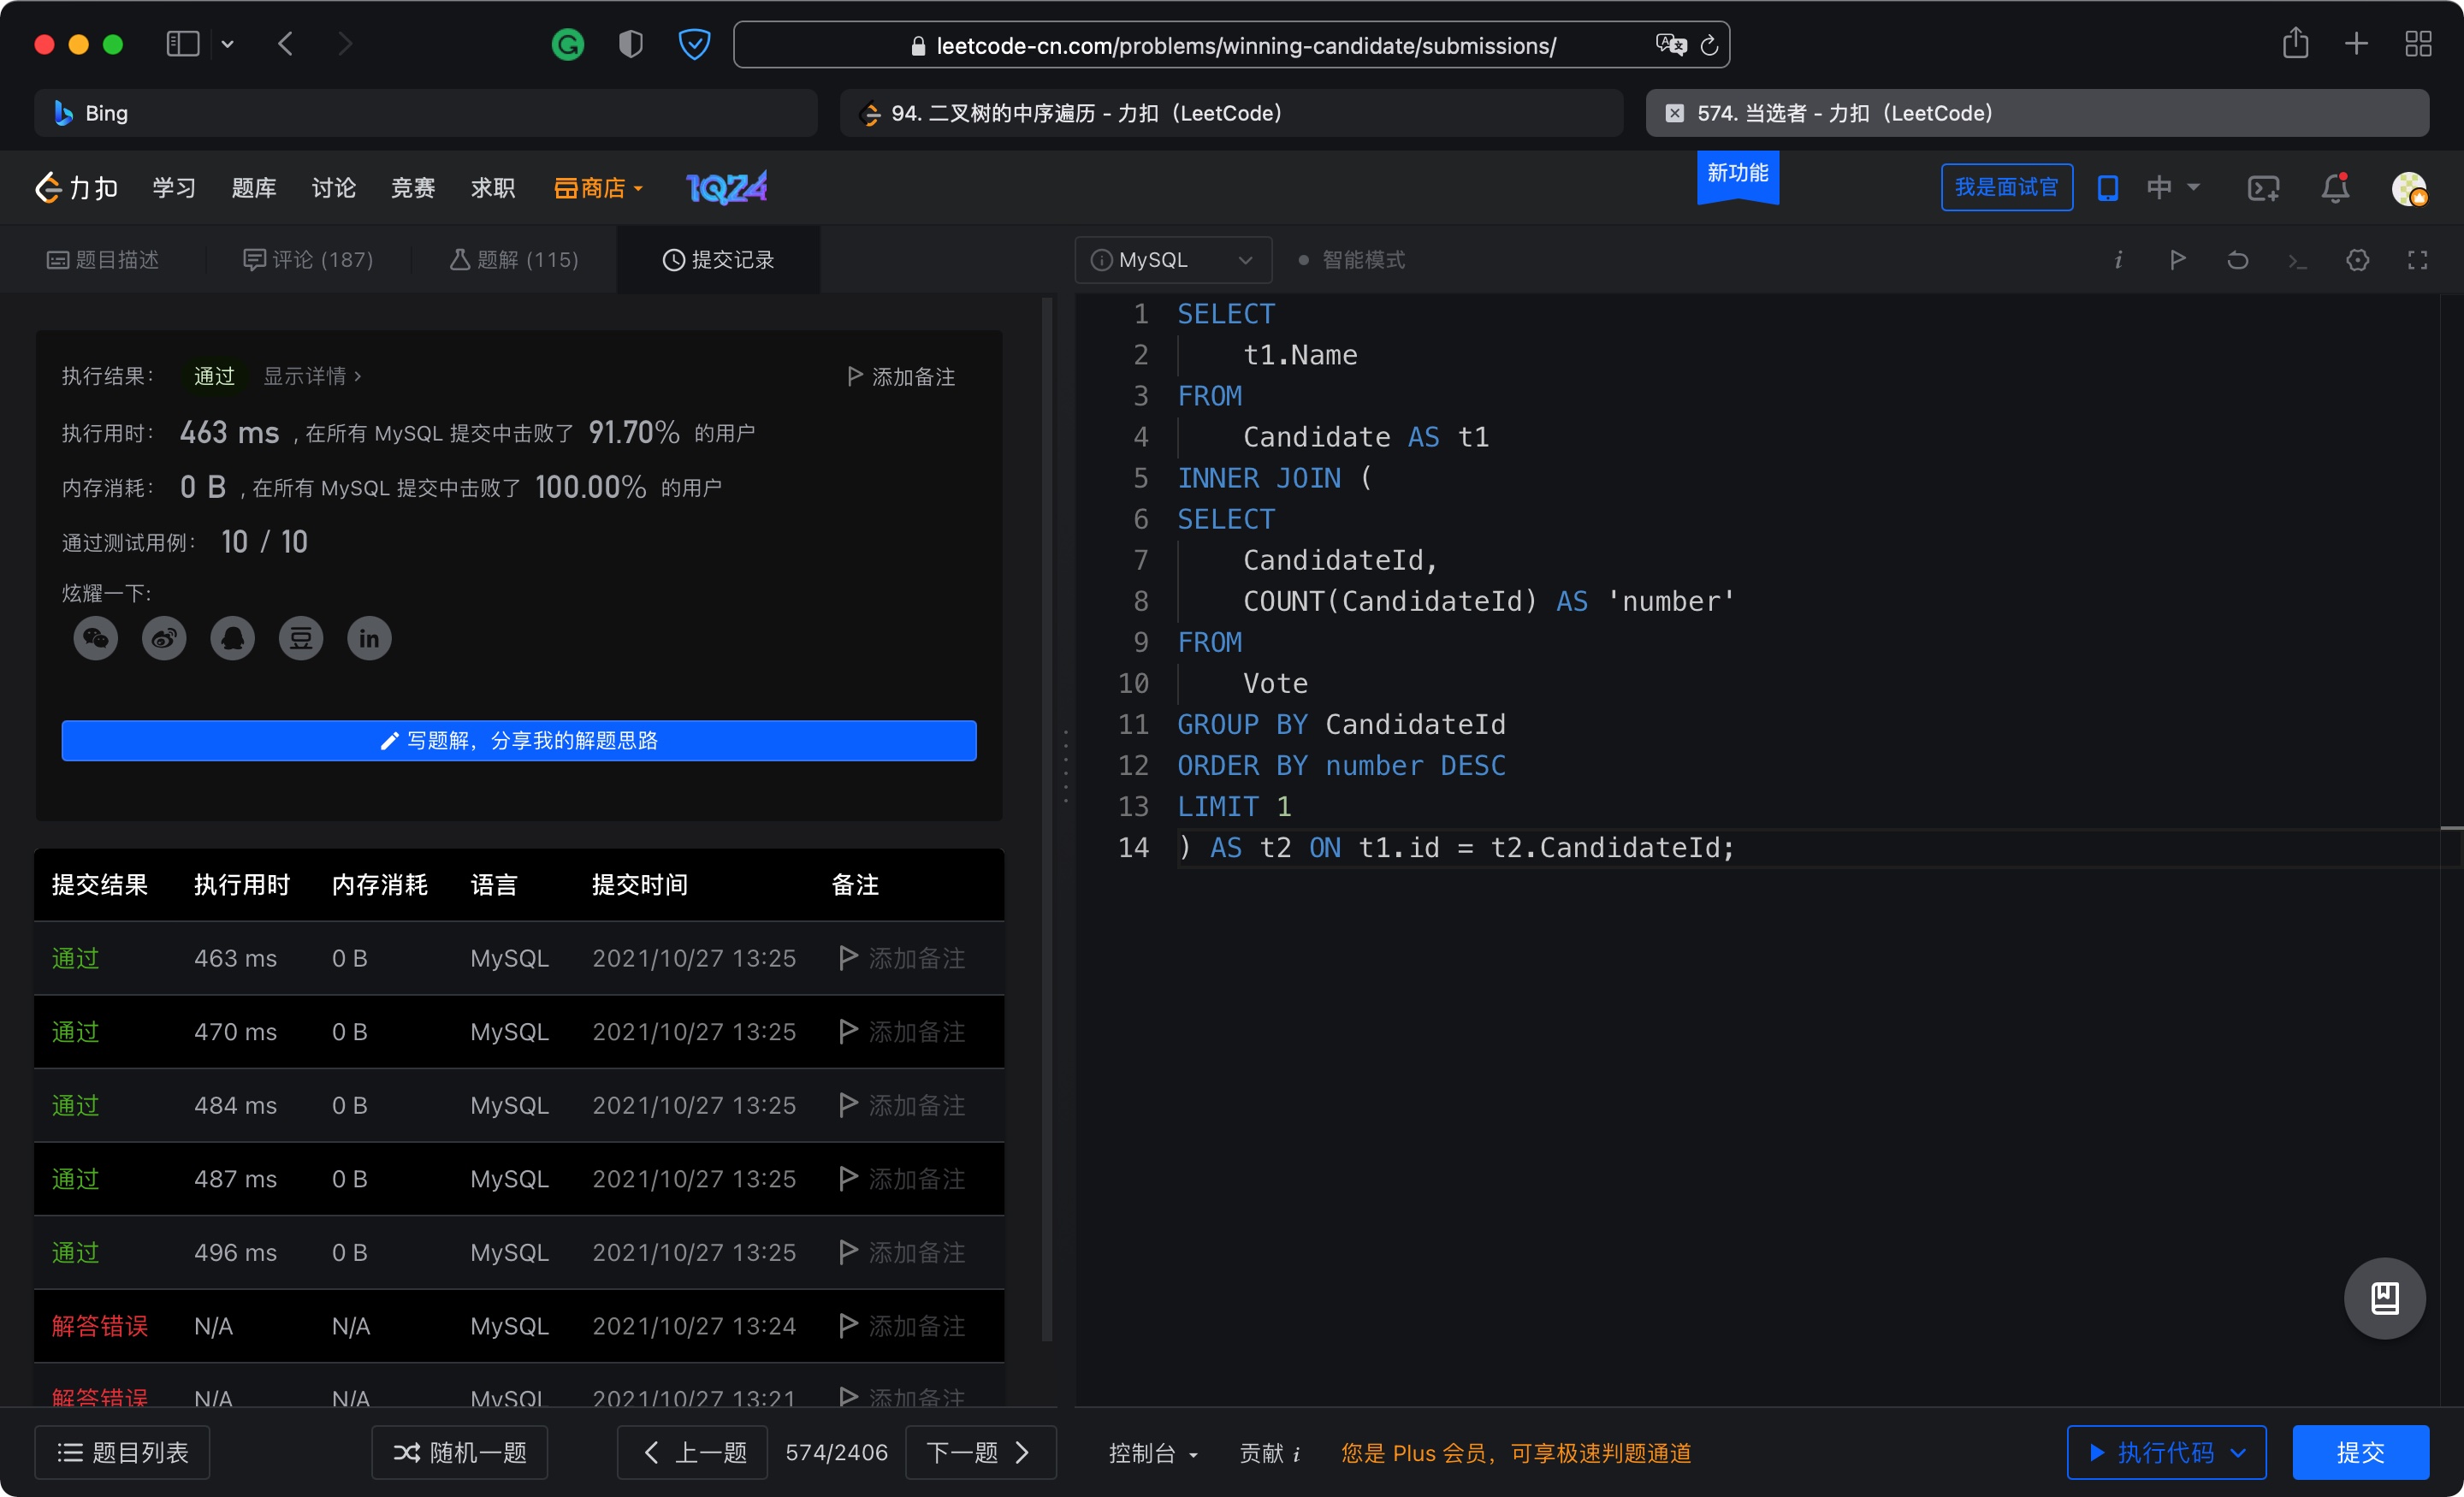 leetcode-cn.com/problems/winning-candidate/submissions/
Bing
94. 二叉树的中序遍历 - 力扣（LeetCode）
574. 当选者 - 力扣（LeetCode）
力扣 学习 题库 讨论 竞赛 求职 商店 1024 新功能 我是面试官 中
题目描述 评论 (187) 题解 (115) 提交记录
MySQL 智能模式
执行结果： 通过 显示详情 > 添加备注
执行用时： 463 ms , 在所有 MySQL 提交中击败了 91.70% 的用户
内存消耗： 0 B , 在所有 MySQL 提交中击败了 100.00% 的用户
通过测试用例： 10 / 10
炫耀一下:
豆 in
写题解，分享我的解题思路
提交结果 执行用时 内存消耗 语言 提交时间 备注
通过 463 ms 0 B MySQL 2021/10/27 13:25 添加备注
通过 470 ms 0 B MySQL 2021/10/27 13:25 添加备注
通过 484 ms 0 B MySQL 2021/10/27 13:25 添加备注
通过 487 ms 0 B MySQL 2021/10/27 13:25 添加备注
通过 496 ms 0 B MySQL 2021/10/27 13:25 添加备注
解答错误 N/A N/A MySQL 2021/10/27 13:24 添加备注
解答错误 N/A N/A MySQL 2021/10/27 13:21 添加备注
1 SELECT
2 t1.Name
3 FROM
4 Candidate AS t1
5 INNER JOIN (
6 SELECT
7 CandidateId,
8 COUNT(CandidateId) AS 'number'
9 FROM
10 Vote
11 GROUP BY CandidateId
12 ORDER BY number DESC
13 LIMIT 1
14 ) AS t2 ON t1.id = t2.CandidateId;
题目列表 随机一题 上一题 574/2406 下一题 控制台 贡献 i 您是 Plus 会员，可享极速判题通道 执行代码 提交